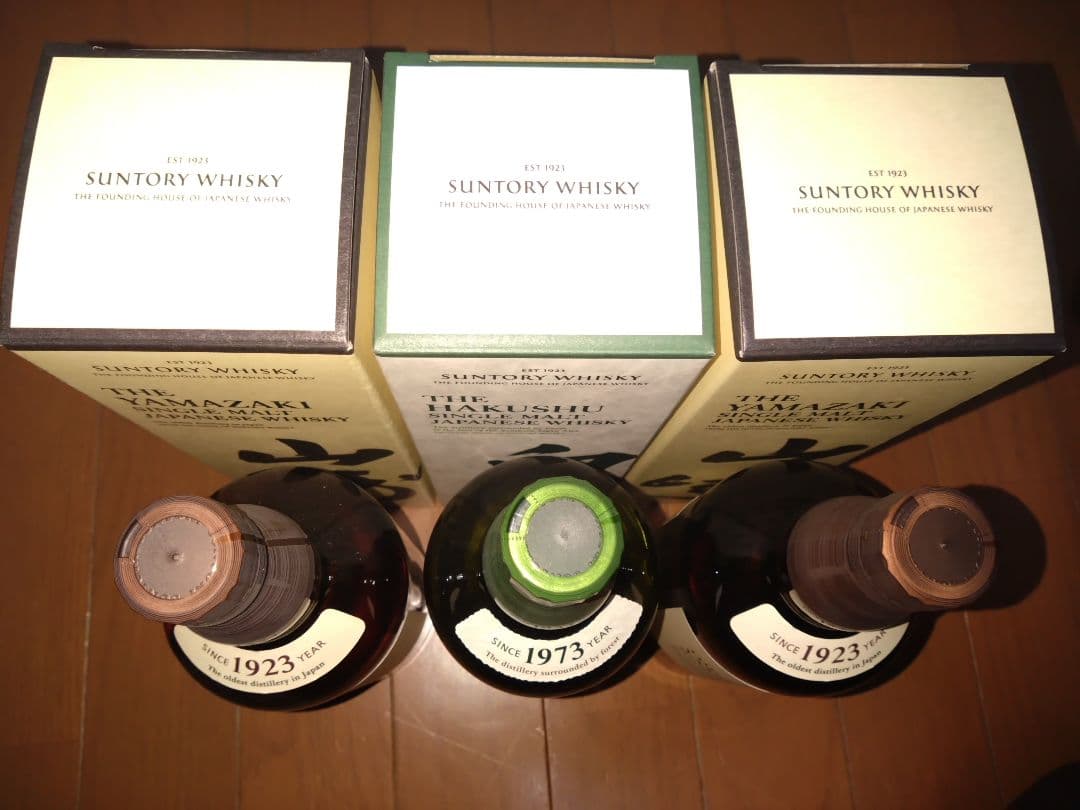 EST 1923
SUNTORY WHISKY
THE FOUNDING HOUSE OF JAPANESE WHISKY
EST 1923
SUNTORY WHISKY
THE FOUNDING HOUSE OF JAPANESE WHISKY
THE
YAMAZAKI
SINGLE MALT
JAPANESE WHISKY
山
SINCE 1923 YEAR
The oldest distillery in Japan
EST 1923
SUNTORY WHISKY
THE FOUNDING HOUSE OF JAPANESE WHISKY
EST 1923
SUNTORY WHISKY
THE FOUNDING HOUSE OF JAPANESE WHISKY
THE
HAKUSHU
SINGLE MALT
JAPANESE WHISKY
SINCE 1973 YEAR
The distillery surrounded by forest
EST 1923
SUNTORY WHISKY
THE FOUNDING HOUSE OF JAPANESE WHISKY
EST 1923
SUNTORY WHISKY
THE FOUNDING HOUSE OF JAPANESE WHISKY
THE
YAMAZAKI
SINGLE MALT
JAPANESE WHISKY
山
SINCE 1923 YEAR
The oldest distillery in Japan